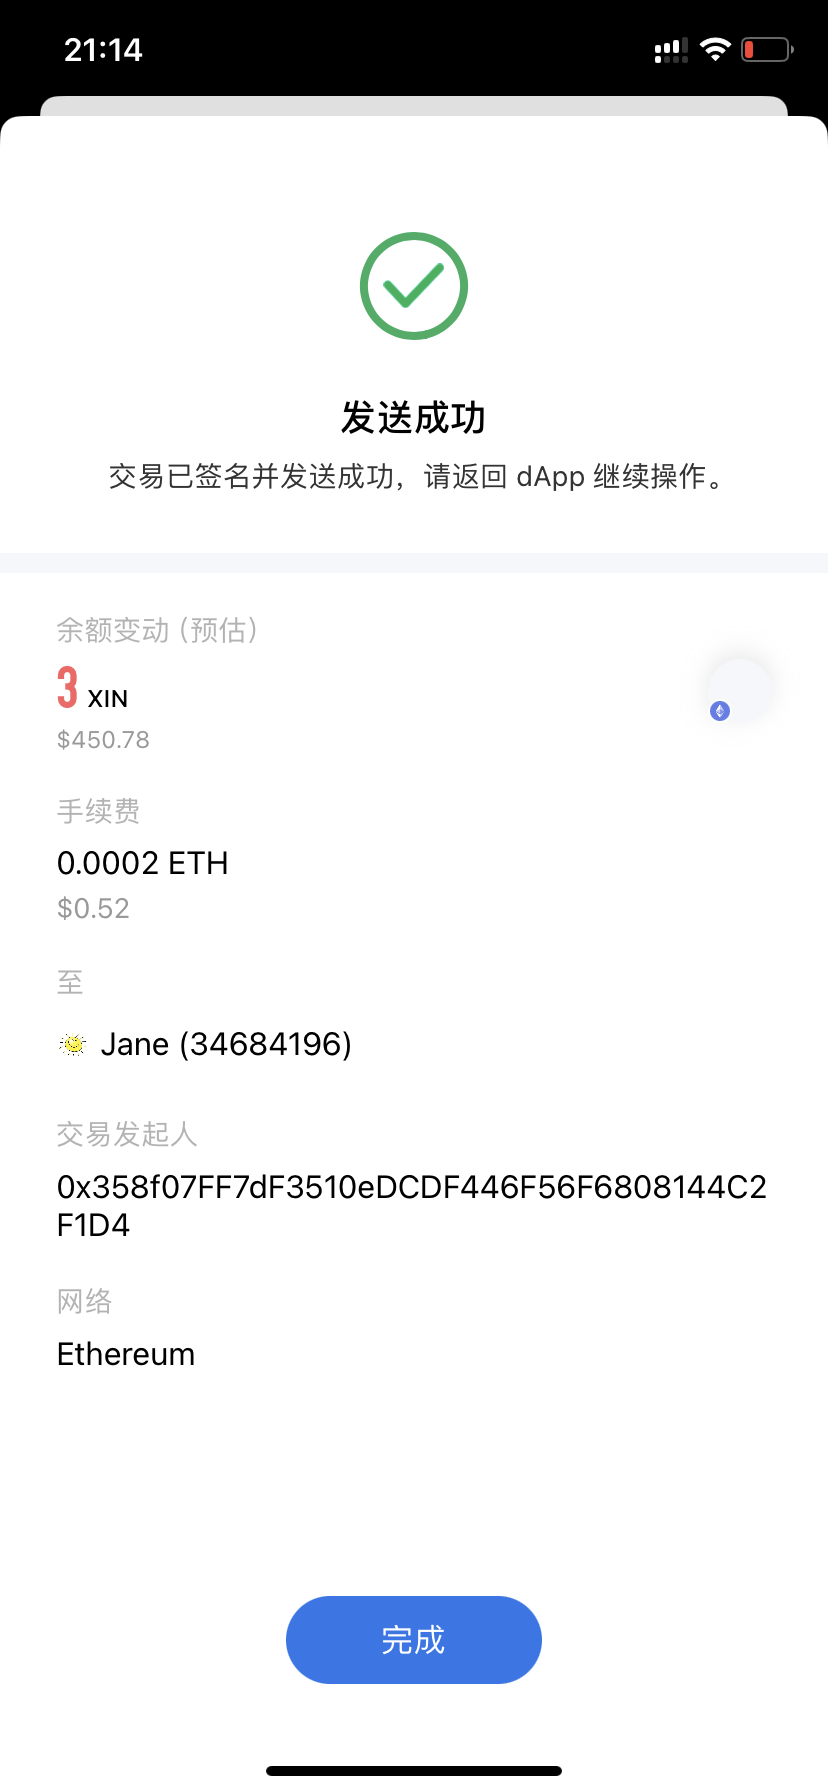 21:14
发送成功
交易已签名并发送成功，请返回 dApp 继续操作。
余额变动（预估）
3 XIN
$450.78
手续费
0.0002 ETH
$0.52
至
Jane (34684196)
交易发起人
0x358f07FF7dF3510eDCDF446F56F6808144C2
F1D4
网络
Ethereum
完成